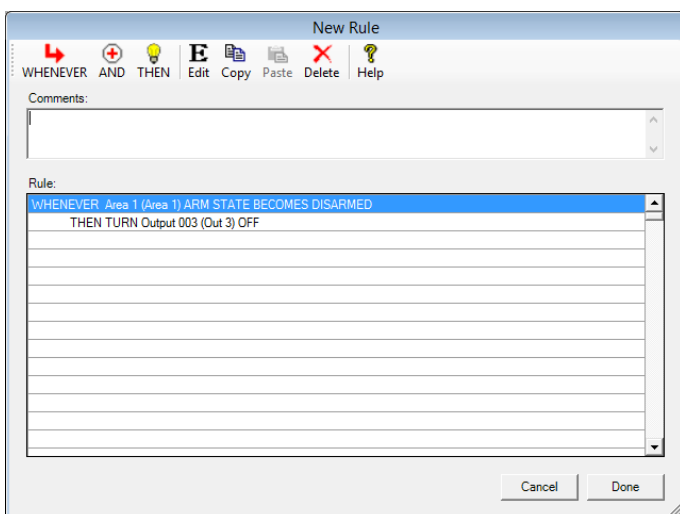 New Rule
WHENEVER AND THEN E Edit Copy Paste Delete ? Help
Comments:
Rule:
WHENEVER Area 1 (Area 1) ARM STATE BECOMES DISARMED
THEN TURN Output 003 (Out 3) OFF
Cancel Done